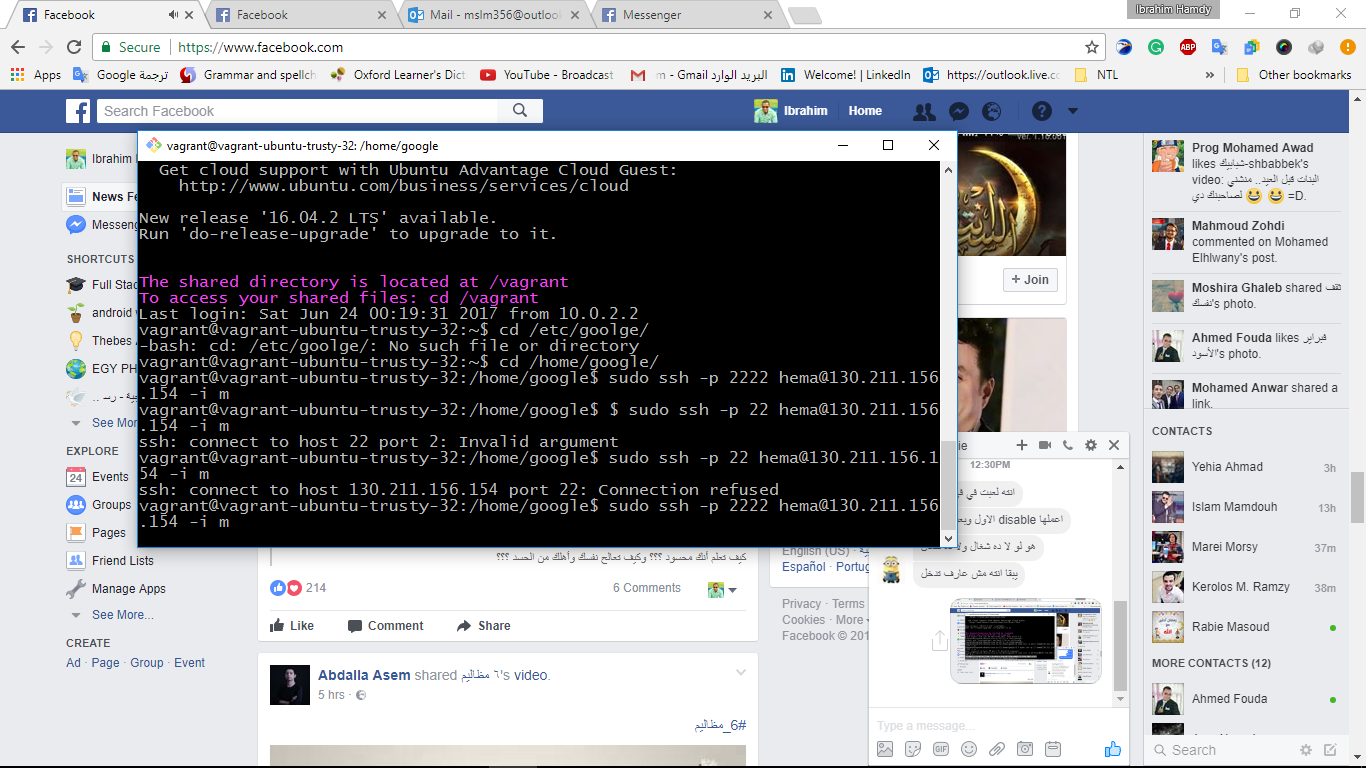 Facebook
Facebook
Mail - mslm356@outloo
Messenger
Ibrahim Hamdy
Secure
https://www.facebook.com
ABP
Apps
Google ترجمة
Grammar and spellch
Oxford Learner's Dict
YouTube - Broadcast
البريد الوارد - Gmail - m
Welcome! | LinkedIn
https://outlook.live.co
NTL
»
Other bookmarks
Search Facebook
Ibrahim
Home
Ibrahim
News Fe
Messeng
SHORTCUTS
Full Stac
android
Thebes
EGY PH
See Mor
EXPLORE
24
Events
Groups
Pages
Friend Lists
Manage Apps
See More...
CREATE
Ad · Page · Group · Event
vagrant@vagrant-ubuntu-trusty-32: /home/google
Get cloud support with Ubuntu Advantage Cloud Guest:
http://www.ubuntu.com/business/services/cloud
New release '16.04.2 LTS' available.
Run 'do-release-upgrade' to upgrade to it.
The shared directory is located at /vagrant
To access your shared files: cd /vagrant
Last login: Sat Jun 24 00:19:31 2017 from 10.0.2.2
vagrant@vagrant-ubuntu-trusty-32:~$ cd /etc/goolge/
-bash: cd: /etc/goolge/: No such file or directory
vagrant@vagrant-ubuntu-trusty-32:~$ cd /home/google/
vagrant@vagrant-ubuntu-trusty-32:/home/google$ sudo ssh -p 2222 hema@130.211.156
.154 -i m
vagrant@vagrant-ubuntu-trusty-32:/home/google$ $ sudo ssh -p 22 hema@130.211.156
.154 -i m
ssh: connect to host 22 port 2: Invalid argument
vagrant@vagrant-ubuntu-trusty-32:/home/google$ sudo ssh -p 22 hema@130.211.156.1
54 -i m
ssh: connect to host 130.211.156.154 port 22: Connection refused
vagrant@vagrant-ubuntu-trusty-32:/home/google$ sudo ssh -p 2222 hema@130.211.156
.154 -i m
كيف تعلم أنك محسود ؟؟؟ وكيف تعالج نفسك وأهلك من الحسد ؟؟؟
214
6 Comments
Like
Comment
Share
Abdalla Asem shared ٦ مظاليم's video.
5 hrs ·
#6_مظاليم
+ Join
English (US) ·
Español · Portug
Privacy · Terms
Cookies · More
Facebook © 201
ie
12:30PM
انته لعبت في
اعملها disable الاول
هو لو لا ده شغال
يبقا انته مش عارف تدخل
Type a message...
GIF
Prog Mohamed Awad
likes شبابيك-shbabbek's
video: البنات قبل العيد.. متشتي
لصاحبتك دي =D.
Mahmoud Zohdi
commented on Mohamed
Elhlwany's post.
Moshira Ghaleb shared ثقف
نفسك's photo.
Ahmed Fouda likes فبراير
الأسود's photo.
Mohamed Anwar shared a
link.
CONTACTS
Yehia Ahmad
3h
Islam Mamdouh
13h
Marei Morsy
37m
Kerolos M. Ramzy
38m
Rabie Masoud
MORE CONTACTS (12)
Ahmed Fouda
Search